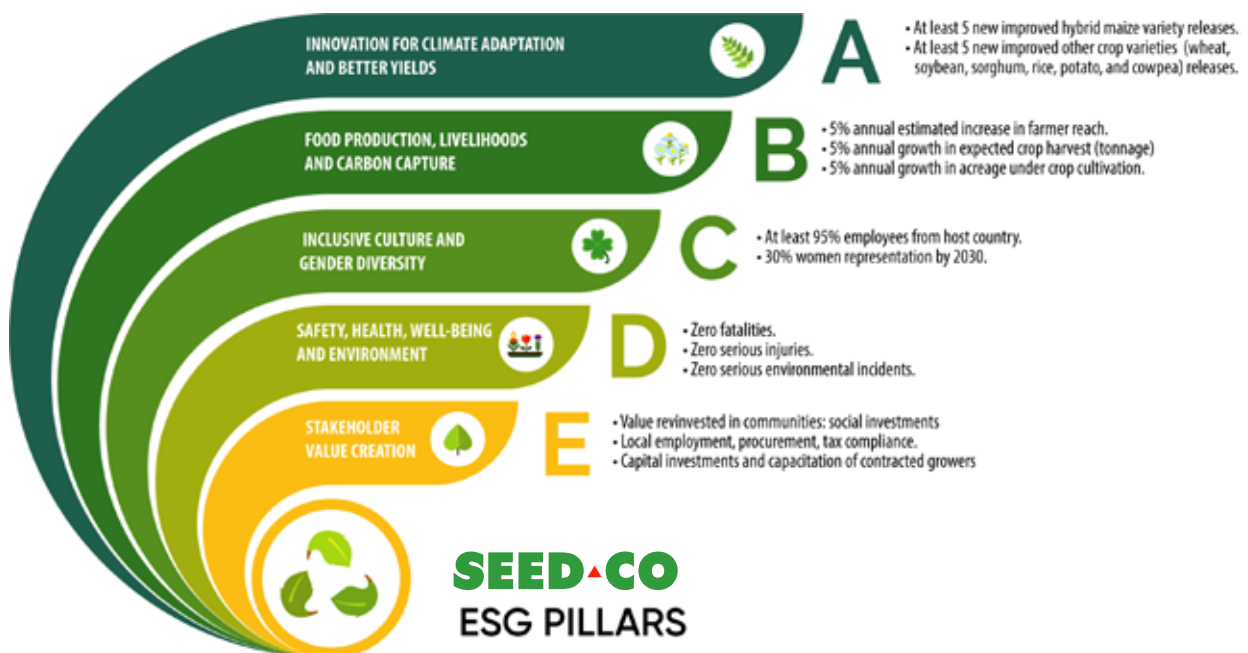 INNOVATION FOR CLIMATE ADAPTATION
AND BETTER YIELDS
A
• At least 5 new improved hybrid maize variety releases.
• At least 5 new improved other crop varieties (wheat,
soybean, sorghum, rice, potato, and cowpea) releases.
FOOD PRODUCTION, LIVELIHOODS
AND CARBON CAPTURE
B
• 5% annual estimated increase in farmer reach.
• 5% annual growth in expected crop harvest (tonnage)
• 5% annual growth in acreage under crop cultivation.
INCLUSIVE CULTURE AND
GENDER DIVERSITY
C
• At least 95% employees from host country.
• 30% women representation by 2030.
SAFETY, HEALTH, WELL-BEING
AND ENVIRONMENT
D
• Zero fatalities.
• Zero serious injuries.
• Zero serious environmental incidents.
STAKEHOLDER
VALUE CREATION
E
• Value revinvested in communities: social investments
• Local employment, procurement, tax compliance.
• Capital investments and capacitation of contracted growers
SEED CO
ESG PILLARS